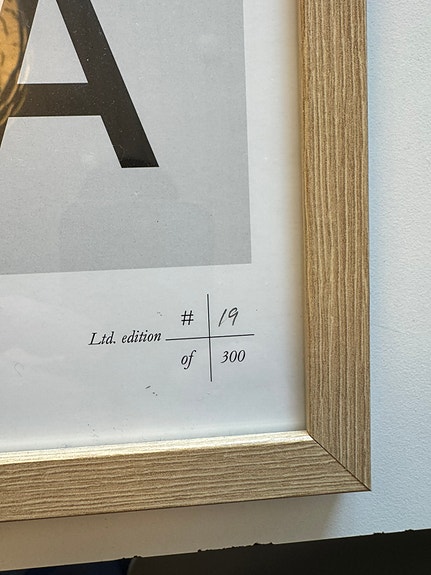 A
# 19
Ltd. edition
of 300